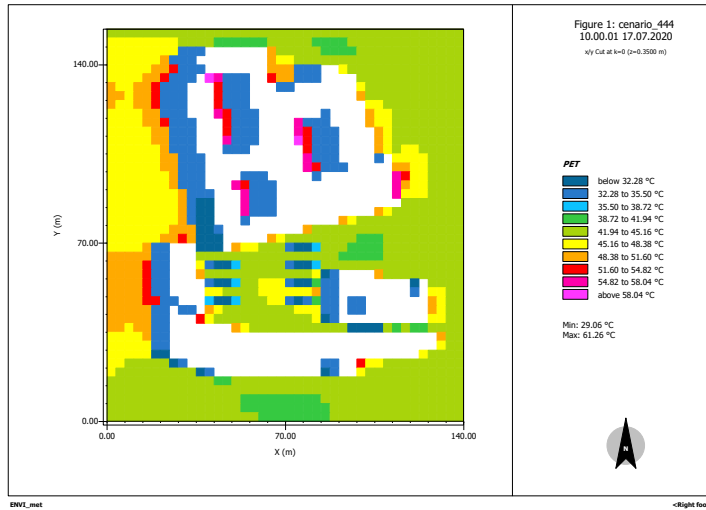 Figure 1: cenario_444
10.00.01 17.07.2020
x/y Cut at k=0 (z=0.3500 m)
140.00
70.00
0.00
Y (m)
0.00
70.00
140.00
X (m)
PET
below 32.28 °C
32.28 to 35.50 °C
35.50 to 38.72 °C
38.72 to 41.94 °C
41.94 to 45.16 °C
45.16 to 48.38 °C
48.38 to 51.60 °C
51.60 to 54.82 °C
54.82 to 58.04 °C
above 58.04 °C
Min: 29.06 °C
Max: 61.26 °C
N
ENVI_met
<Right foo